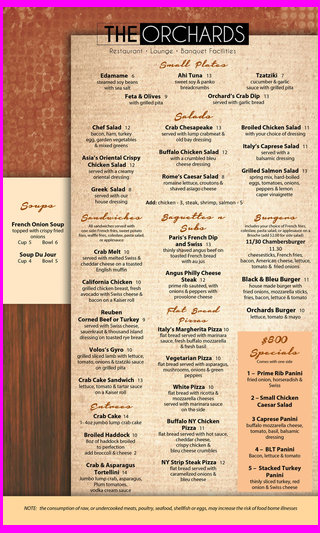 THE ORCHARDS
Restaurant • Lounge • Banquet Facilities
Small Plates
Edamame 6
steamed soy beans
with sea salt
Ahi Tuna 13
sweet soy & panko
breadcrumbs
Tzatziki 7
cucumber & garlic
sauce with grilled pita
Feta & Olives 9
with grilled pita
Orchard's Crab Dip 13
served with garlic bread
Salads
Chef Salad 12
bacon, ham, turkey
egg, garden vegetables
& mixed greens
Asia's Oriental Crispy
Chicken Salad 12
served with a creamy
oriental dressing
Greek Salad 8
served with our
house dressing
Crab Chesapeake 13
served with lump crabmeat &
old bay dressing
Buffalo Chicken Salad 12
with a crumbled bleu
cheese dressing
Rome's Caesar Salad 8
romaine lettuce, croutons &
shaved asiago cheese
Broiled Chicken Salad 11
with house dressing
Italy's Caprese Salad 11
served with a
balsamic dressing
Grilled Salmon Salad 13
spring mix, hard-boiled
eggs, tomatoes, onions,
peppers & lemon
caper vinaigrette
Add: chicken - 3, steak, shrimp, salmon - 5
Soups
French Onion Soup
topped with crispy fried
onions
Cup 5 Bowl 6
Soup Du Jour
Cup 4 Bowl 5
Sandwiches
All sandwiches served with
one side: french fries, sweet potato
fries, waffle fries, coleslaw, pasta salad,
or applesauce
Crab Melt 12
served with melted Swiss &
cheddar cheese on a toasted
English muffin
California Chicken 10
grilled chicken breast, fresh
avocado with Swiss cheese &
bacon on a Kaiser roll
Reuben
Corned Beef or Turkey 9
served with Swiss cheese,
sauerkraut & thousand island
dressing on toasted rye bread
Volos's Gyro 10
grilled sliced lamb with lettuce,
tomato, onions & tzatziki sauce
on grilled pita
Crab Cake Sandwich 13
lettuce, tomato & tartar sauce
on a Kaiser roll
Entrees
Crab Cake 14
1- 4oz jumbo lump crab cake
Broiled Haddock 10
8oz of haddock broiled
to perfection
add broccoli & cheese 2
Crab & Asparagus
Tortellini 14
Jumbo lump crab, asparagus,
Plum tomatoes,
vodka cream sauce
Baguettes &
Subs
Paris's French Dip
and Swiss 11
thinly shaved angus beef on
toasted French bread
with au jus
Angus Philly Cheese
Steak 12
prime rib sautéed, with
onions & peppers with
provolone cheese
Flat Bread
Pizzas
Italy's Margherita Pizza 10
flat bread served with marinara
sauce, fresh buffalo mozzarella
& fresh basil
Vegetarian Pizza 10
flat bread served with asparagus,
mushrooms, onions & green
peppers
White Pizza 10
flat bread with ricotta &
mozzarella cheeses
served with marinara sauce
on the side
Buffalo NY Chicken
Pizza 11
flat bread served with hot sauce,
cheddar cheese,
crispy chicken &
bleu cheese crumbles
NY Strip Steak Pizza 12
flat bread served with
caramelized onions &
bleu cheese
Burgers
includes your choice of French fries,
coleslaw, pasta salad, or applesauce on a
11/30 Chambersburger
11.30
cheesesticks, French fries,
bacon, American cheese, lettuce,
tomato & fried onions
Black & Bleu Burger 11
house made burger with
fried onions, mozzarella sticks,
fries, bacon, lettuce & tomato
Orchards Burger 10
lettuce, tomato & mayo
$8.00
Specials
Comes with one side
1 – Prime Rib Panini
fried onion, horseradish &
Swiss
2 – Small Chicken
Caesar Salad
3 Caprese Panini
buffalo mozzarella cheese,
tomato, basil, balsamic
dressing
4 – BLT Panini
Bacon, lettuce & tomato
5 – Stacked Turkey
Panini
thinly sliced turkey, red
onion & Swiss cheese
NOTE: the consumption of raw, or undercooked meats, poultry, seafood, shellfish or eggs, may increase the risk of food borne illnesses